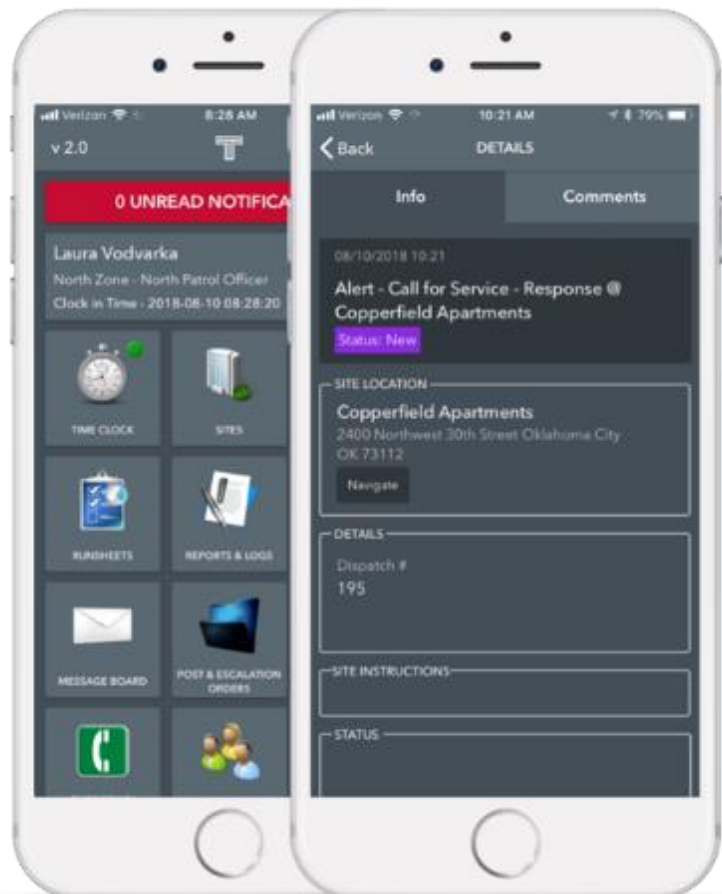 Verizon
8:28 AM
v 2.0
0 UNREAD NOTIFICA
Laura Vodvarka
North Zone - North Patrol Officer
Clock in Time - 2018-08-10 08:28:20
TIME CLOCK
SITES
RUNSHEETS
REPORTS & LOGS
MESSAGE BOARD
POST & ESCALATION
ORDERS
Verizon
10:21 AM
79%
Back
DETAILS
Info
Comments
08/10/2018 10:21
Alert - Call for Service - Response @
Copperfield Apartments
Status: New
SITE LOCATION
Copperfield Apartments
2400 Northwest 30th Street Oklahoma City
OK 73112
Navigate
DETAILS
Dispatch #
195
SITE INSTRUCTIONS
STATUS